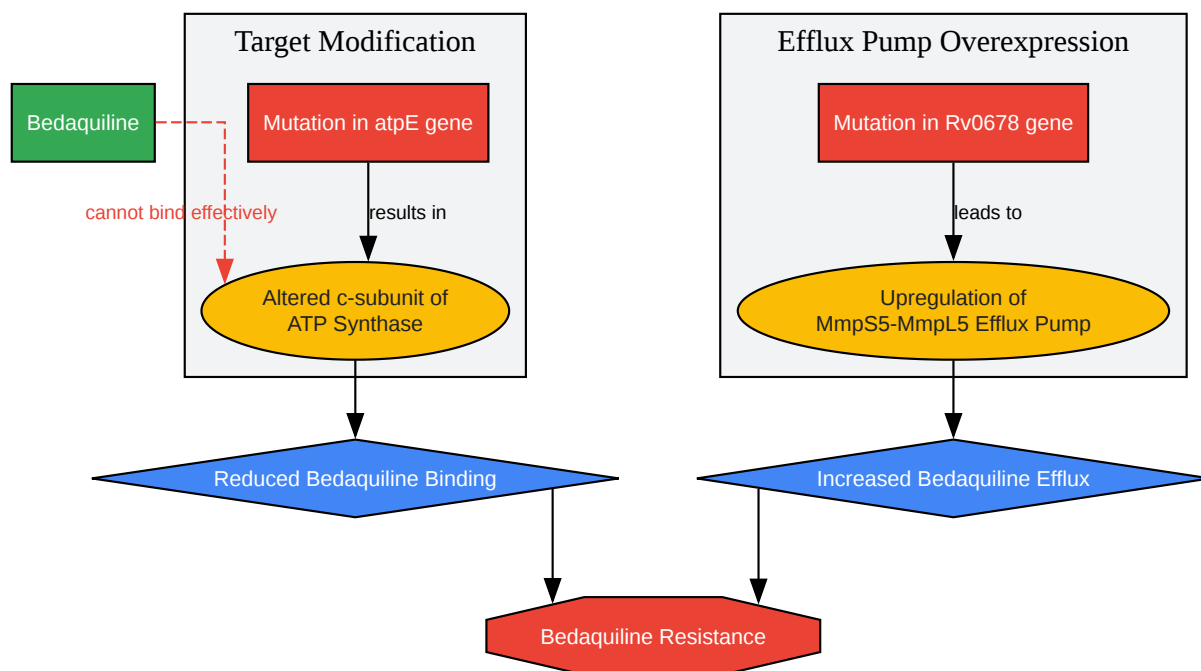 Target Modification
Efflux Pump Overexpression
Bedaquiline
Mutation in atpE gene
Mutation in Rv0678 gene
cannot bind effectively
results in
leads to
Altered c-subunit of
ATP Synthase
Upregulation of
MmpS5-MmpL5 Efflux Pump
Reduced Bedaquiline Binding
Increased Bedaquiline Efflux
Bedaquiline Resistance